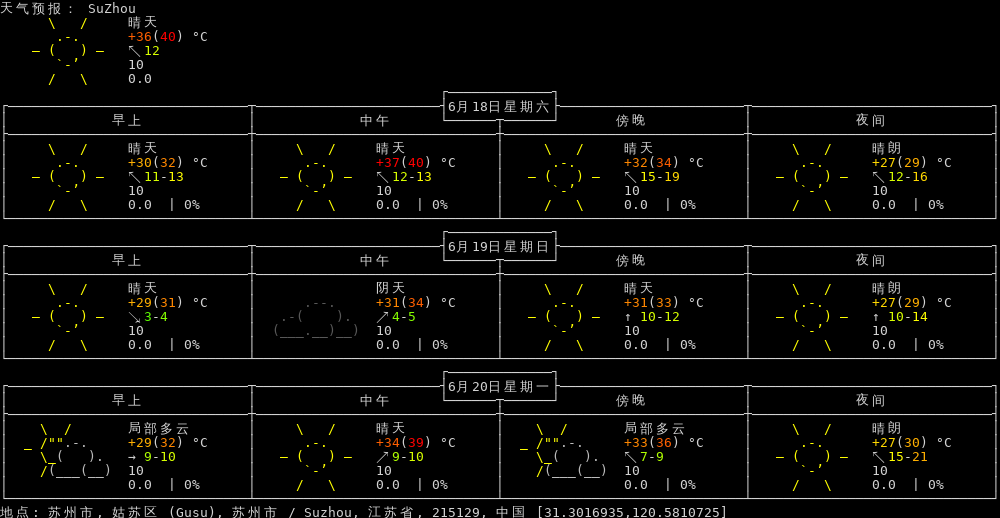 天气预报: SuZhou
晴天
+36(40) °C
↖ 12
10
0.0
6月18日星期六
早上 中午 傍晚 夜间
晴天 晴天 晴天 晴朗
+30(32) °C +37(40) °C +32(34) °C +27(29) °C
↖ 11-13 ↖ 12-13 ↖ 15-19 ↖ 12-16
10 10 10 10
0.0 | 0% 0.0 | 0% 0.0 | 0% 0.0 | 0%
6月19日星期日
早上 中午 傍晚 夜间
晴天 阴天 晴天 晴朗
+29(31) °C +31(34) °C +31(33) °C +27(29) °C
↘ 3-4 ↗ 4-5 ↑ 10-12 ↑ 10-14
10 10 10 10
0.0 | 0% 0.0 | 0% 0.0 | 0% 0.0 | 0%
6月20日星期一
早上 中午 傍晚 夜间
局部多云 晴天 局部多云 晴朗
+29(32) °C +34(39) °C +33(36) °C +27(30) °C
→ 9-10 ↗ 9-10 ↖ 7-9 ↖ 15-21
10 10 10 10
0.0 | 0% 0.0 | 0% 0.0 | 0% 0.0 | 0%
地点: 苏州市, 姑苏区 (Gusu), 苏州市 / Suzhou, 江苏省, 215129, 中国 [31.3016935,120.5810725]